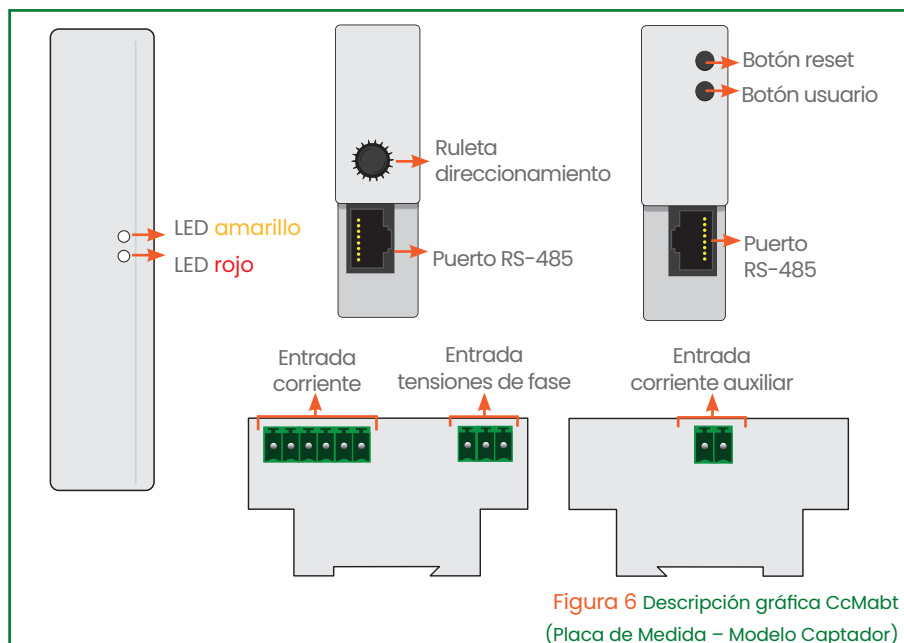 Botón reset
Botón usuario
Ruleta
direccionamiento
LED amarillo
LED rojo
Puerto RS-485
Puerto
RS-485
Entrada
corriente
Entrada
tensiones de fase
Entrada
corriente auxiliar
Figura 6 Descripción gráfica CcMabt
(Placa de Medida – Modelo Captador)